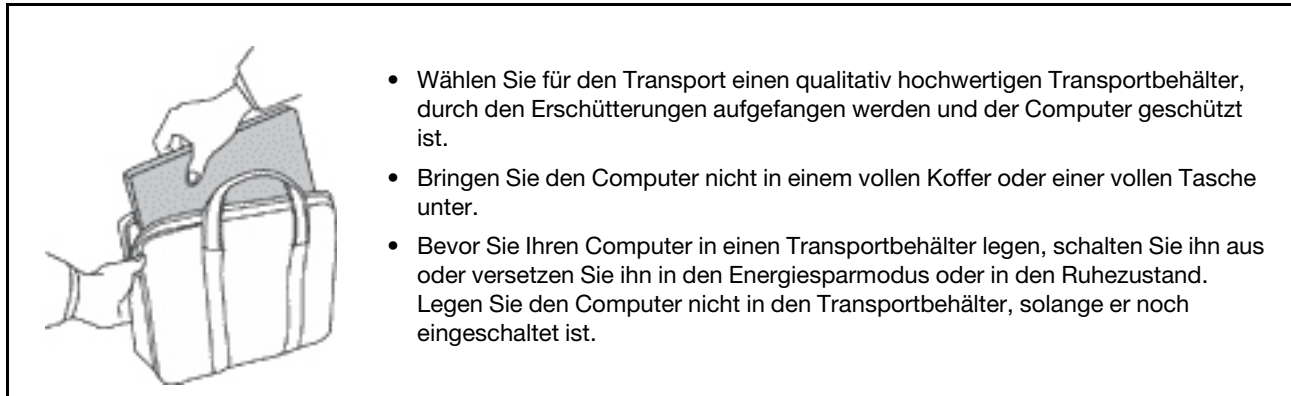 • Wählen Sie für den Transport einen qualitativ hochwertigen Transportbehälter,
durch den Erschütterungen aufgefangen werden und der Computer geschützt
ist.
• Bringen Sie den Computer nicht in einem vollen Koffer oder einer vollen Tasche
unter.
• Bevor Sie Ihren Computer in einen Transportbehälter legen, schalten Sie ihn aus
oder versetzen Sie ihn in den Energiesparmodus oder in den Ruhezustand.
Legen Sie den Computer nicht in den Transportbehälter, solange er noch
eingeschaltet ist.